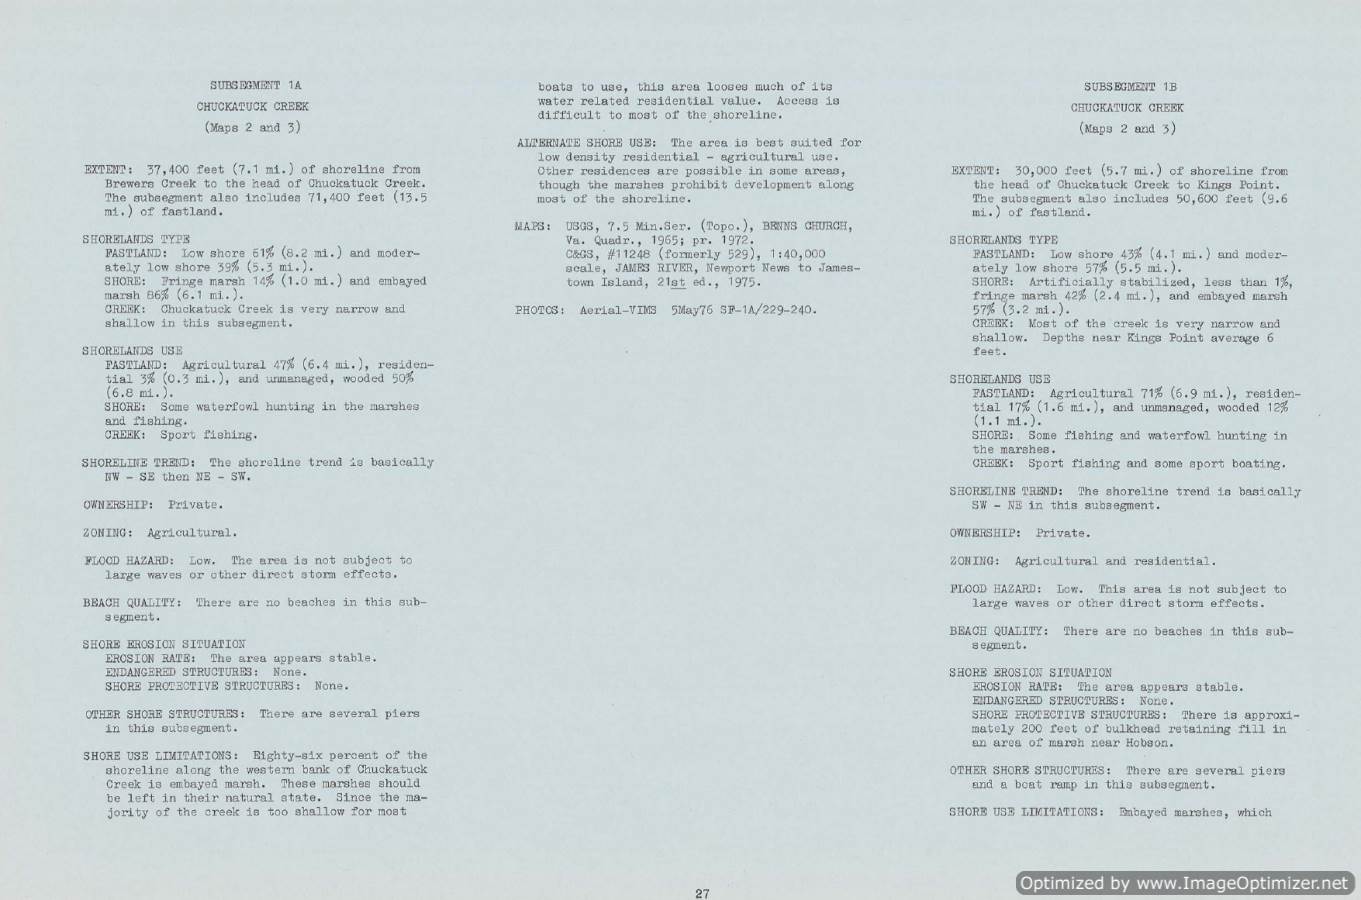 SUBSEGMENT 1A
CHUCKATUCK CREEK
(Maps 2 and 3)
EXTENT: 37,400 feet (7.1 mi.) of shoreline from
Brewers Creek to the head of Chuckatuck Creek.
The subsegment also includes 71,400 feet (13.5
mi.) of fastland.
SHORELANDS TYPE
FASTLAND: Low shore 61% (8.2 mi.) and moder-
ately low shore 39% (5.3 mi.).
SHORE: Fringe marsh 14% (1.0 mi.) and embayed
marsh 86% (6.1 mi.).
CREEK: Chuckatuck Creek is very narrow and
shallow in this subsegment.
SHORELANDS USE
FASTLAND: Agricultural 47% (6.4 mi.), residen-
tial 3% (0.3 mi.), and unmanaged, wooded 50%
(6.8 mi.).
SHORE: Some waterfowl hunting in the marshes
and fishing.
CREEK: Sport fishing.
SHORELINE TREND: The shoreline trend is basically
NW - SE then NE - SW.
OWNERSHIP: Private.
ZONING: Agricultural.
FLOOD HAZARD: Low. The area is not subject to
large waves or other direct storm effects.
BEACH QUALITY: There are no beaches in this sub-
segment.
SHORE EROSION SITUATION
EROSION RATE: The area appears stable.
ENDANGERED STRUCTURES: None.
SHORE PROTECTIVE STRUCTURES: None.
OTHER SHORE STRUCTURES: There are several piers
in this subsegment.
SHORE USE LIMITATIONS: Eighty-six percent of the
shoreline along the western bank of Chuckatuck
Creek is embayed marsh. These marshes should
be left in their natural state. Since the ma-
jority of the creek is too shallow for most
boats to use, this area looses much of its
water related residential value. Access is
difficult to most of the shoreline.
ALTERNATE SHORE USE: The area is best suited for
low density residential - agricultural use.
Other residences are possible in some areas,
though the marshes prohibit development along
most of the shoreline.
MAPS: USGS, 7.5 Min.Ser. (Topo.), BENNS CHURCH,
Va. Quadr., 1965; pr. 1972.
C&GS, #11248 (formerly 529), 1:40,000
scale, JAMES RIVER, Newport News to James-
town Island, 21st ed., 1975.
PHOTOS: Aerial-VIMS 5May76 SF-1A/229-240.
SUBSEGMENT 1B
CHUCKATUCK CREEK
(Maps 2 and 3)
EXTENT: 30,000 feet (5.7 mi.) of shoreline from
the head of Chuckatuck Creek to Kings Point.
The subsegment also includes 50,600 feet (9.6
mi.) of fastland.
SHORELANDS TYPE
FASTLAND: Low shore 43% (4.1 mi.) and moder-
ately low shore 57% (5.5 mi.).
SHORE: Artificially stabilized, less than 1%,
fringe marsh 42% (2.4 mi.), and embayed marsh
57% (3.2 mi.).
CREEK: Most of the creek is very narrow and
shallow. Depths near Kings Point average 6
feet.
SHORELANDS USE
FASTLAND: Agricultural 71% (6.9 mi.), residen-
tial 17% (1.6 mi.), and unmanaged, wooded 12%
(1.1 mi.).
SHORE: Some fishing and waterfowl hunting in
the marshes.
CREEK: Sport fishing and some sport boating.
SHORELINE TREND: The shoreline trend is basically
SW - NE in this subsegment.
OWNERSHIP: Private.
ZONING: Agricultural and residential.
FLOOD HAZARD: Low. This area is not subject to
large waves or other direct storm effects.
BEACH QUALITY: There are no beaches in this sub-
segment.
SHORE EROSION SITUATION
EROSION RATE: The area appears stable.
ENDANGERED STRUCTURES: None.
SHORE PROTECTIVE STRUCTURES: There is approxi-
mately 200 feet of bulkhead retaining fill in
an area of marsh near Hobson.
OTHER SHORE STRUCTURES: There are several piers
and a boat ramp in this subsegment.
SHORE USE LIMITATIONS: Embayed marshes, which
27
Optimized by www.ImageOptimizer.net